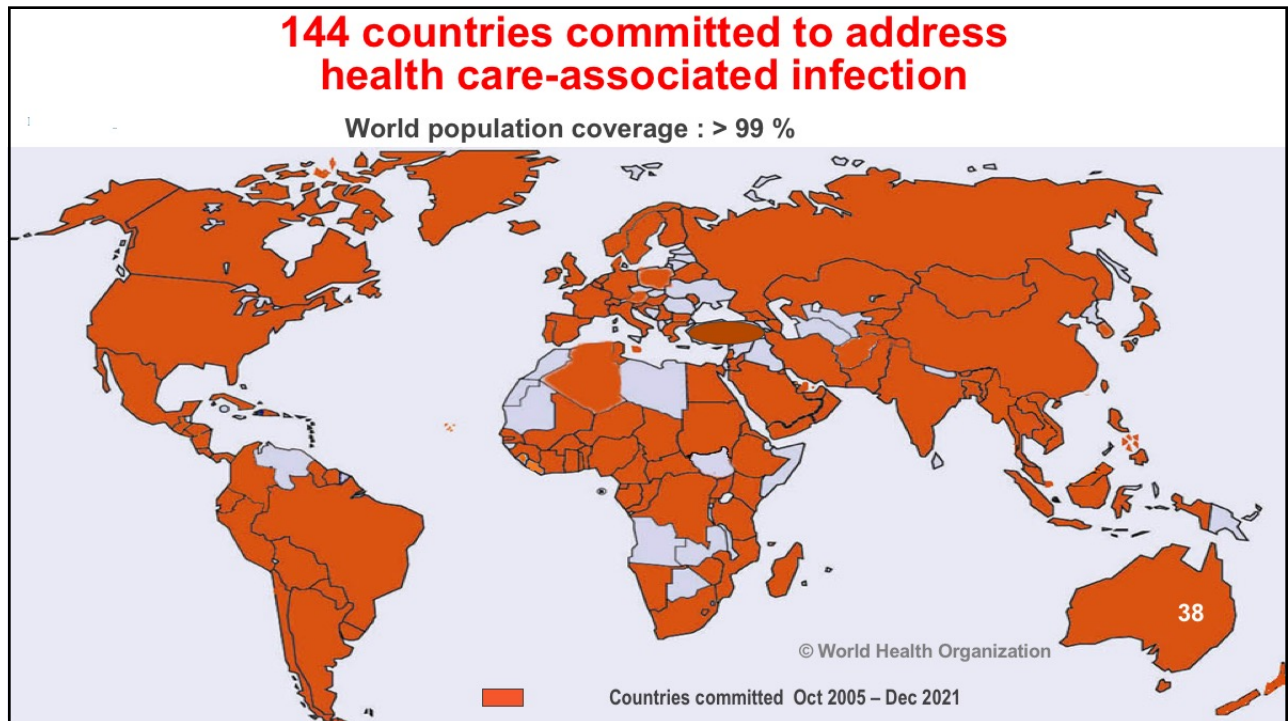 144 countries committed to address
health care-associated infection
World population coverage : > 99 %
38
© World Health Organization
Countries committed  Oct 2005 – Dec 2021